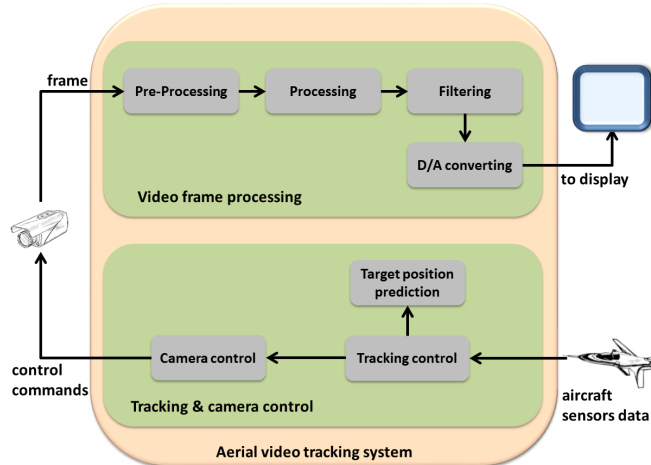 frame
Pre-Processing
Processing
Filtering
D/A converting
to display
Video frame processing
Target position
prediction
Camera control
Tracking control
control
commands
aircraft
sensors data
Tracking & camera control
Aerial video tracking system